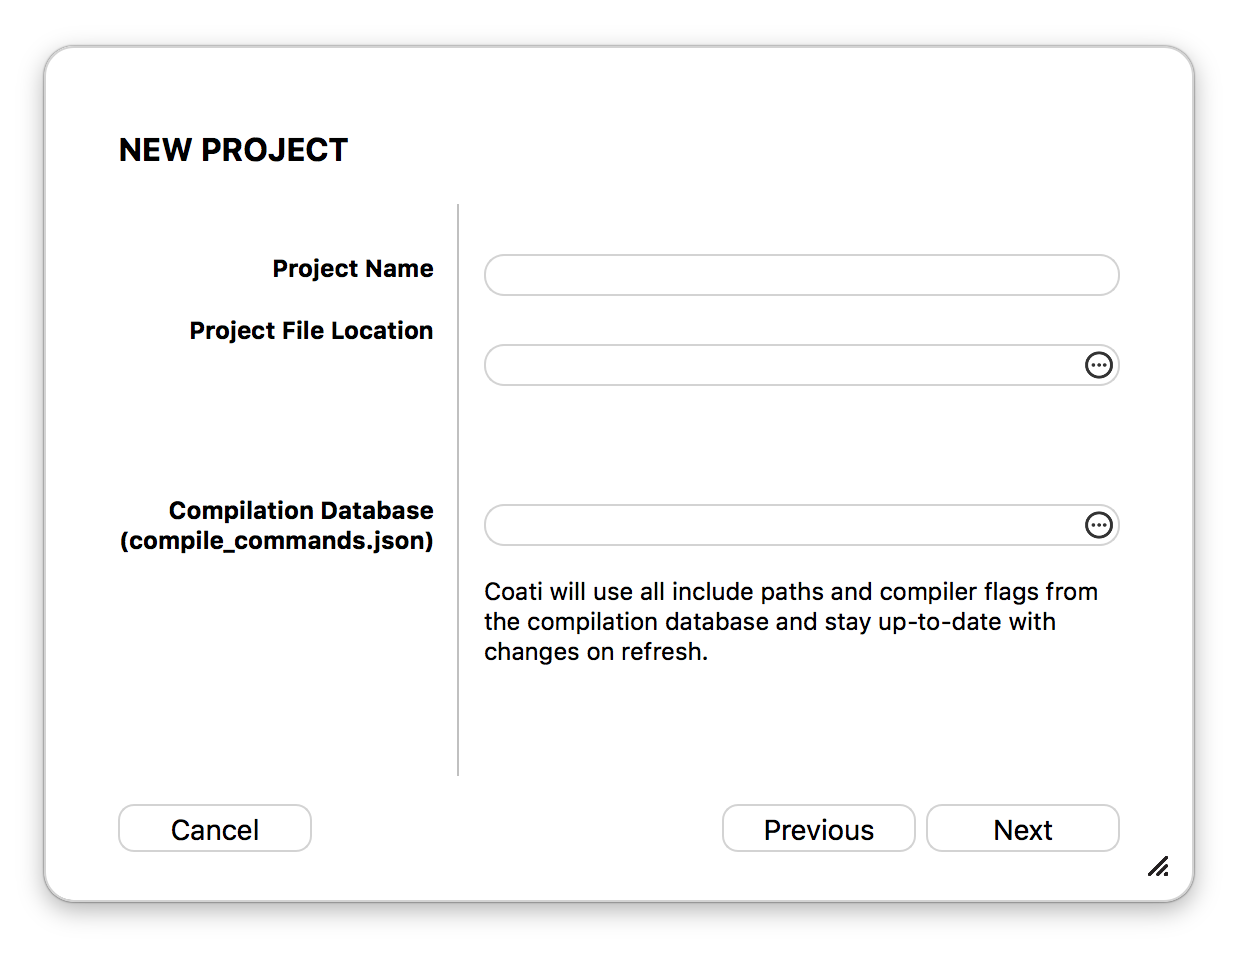 NEW PROJECT
Project Name
Project File Location
Compilation Database
(compile_commands.json)
Coati will use all include paths and compiler flags from
the compilation database and stay up-to-date with
changes on refresh.
Cancel
Previous
Next